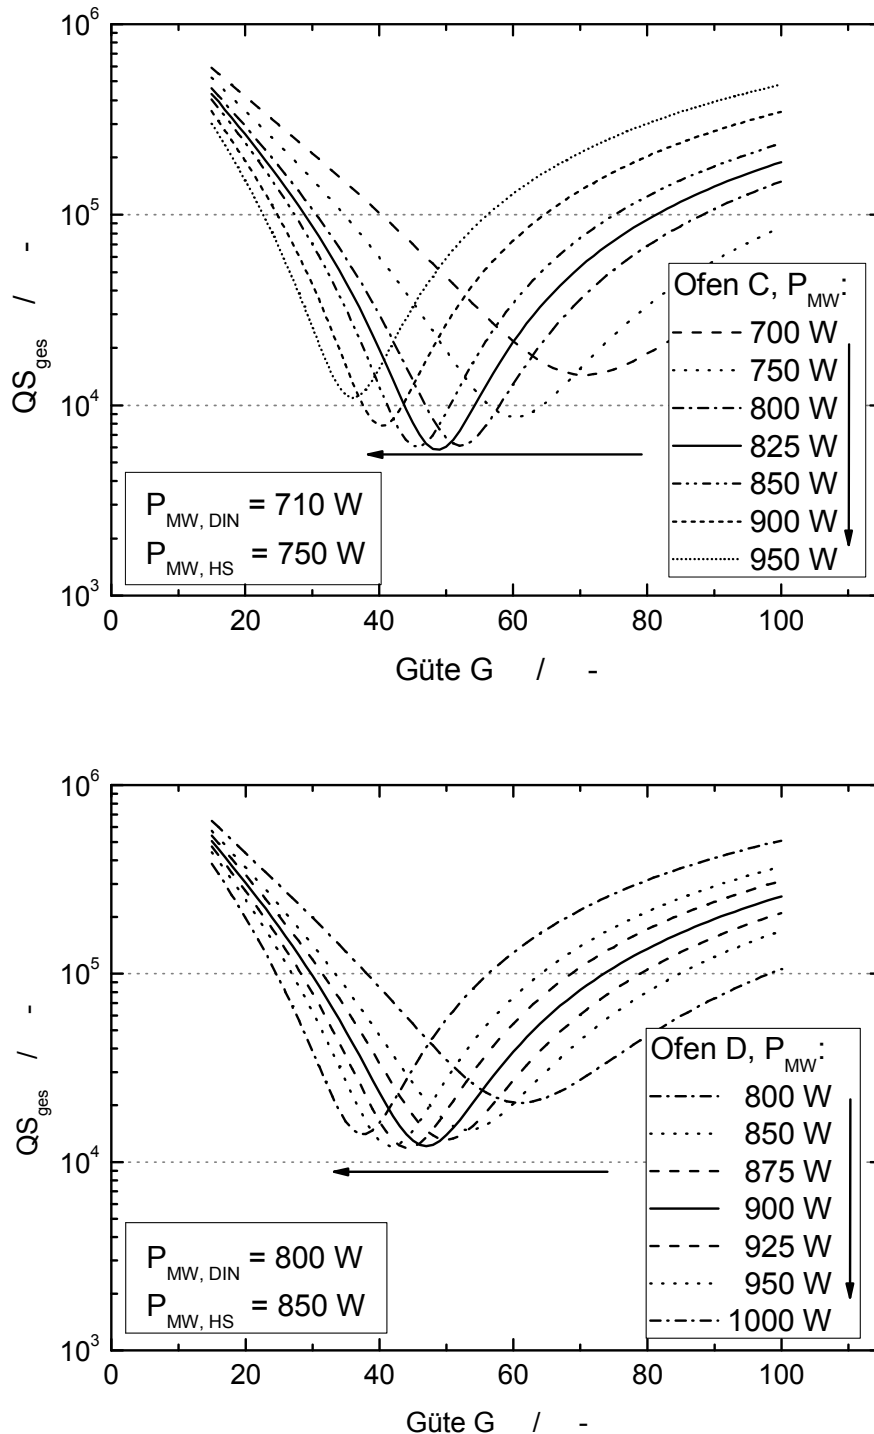 10^6
10^5
10^4
10^3
QS_ges / -
Ofen C, P_MW:
700 W
750 W
800 W
825 W
850 W
900 W
950 W
P_MW, DIN = 710 W
P_MW, HS = 750 W
0 20 40 60 80 100
Güte G / -
10^6
10^5
10^4
10^3
QS_ges / -
Ofen D, P_MW:
800 W
850 W
875 W
900 W
925 W
950 W
1000 W
P_MW, DIN = 800 W
P_MW, HS = 850 W
0 20 40 60 80 100
Güte G / -